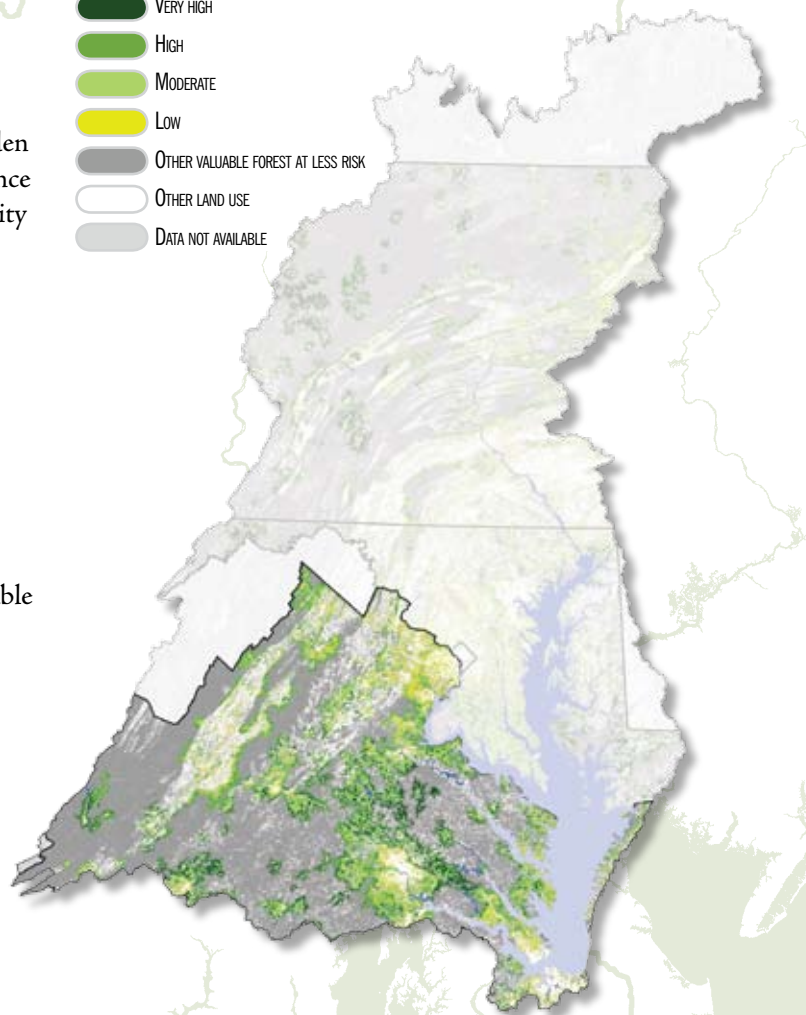 VERY HIGH
HIGH
MODERATE
LOW
OTHER VALUABLE FOREST AT LESS RISK
OTHER LAND USE
DATA NOT AVAILABLE